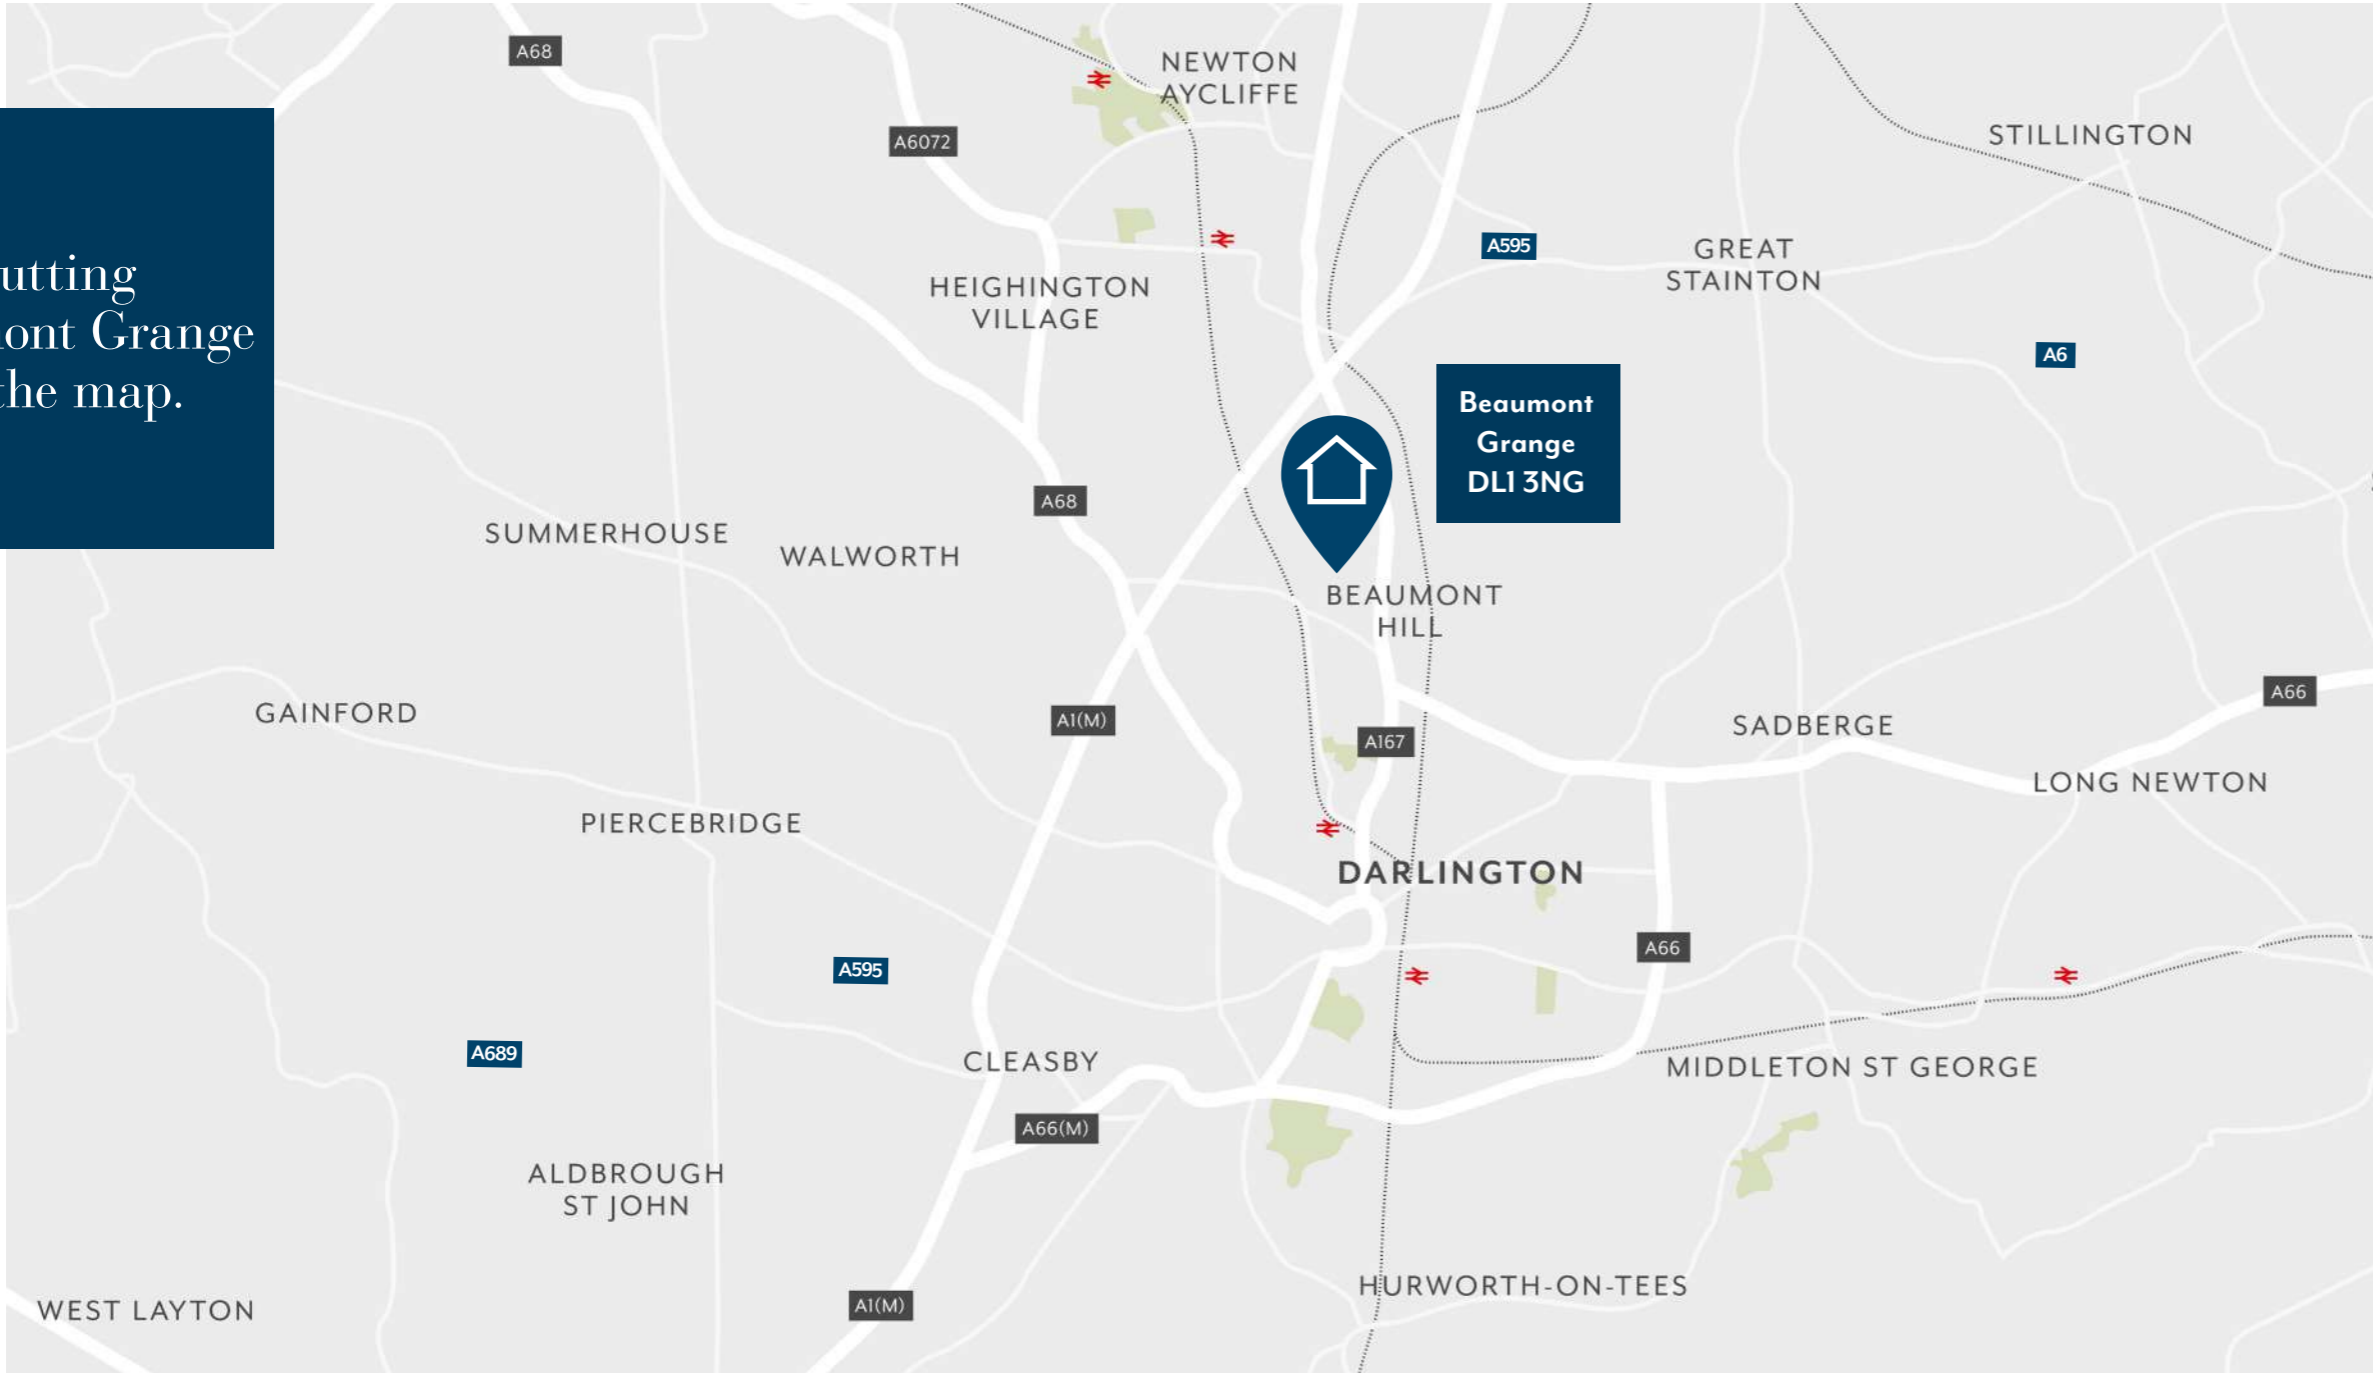 A68
NEWTON
AYCLIFFE
A6072
STILLINGTON
A595
GREAT
STAINTON
utting
ont Grange
the map.
HEIGHINGTON
VILLAGE
A6
Beaumont
Grange
DL1 3NG
A68
SUMMERHOUSE
WALWORTH
BEAUMONT
HILL
A66
GAINFORD
A1(M)
SADBERGE
A167
LONG NEWTON
PIERCEBRIDGE
DARLINGTON
A66
A595
A689
CLEASBY
MIDDLETON ST GEORGE
A66(M)
ALDBROUGH
ST JOHN
HURWORTH-ON-TEES
WEST LAYTON
A1(M)